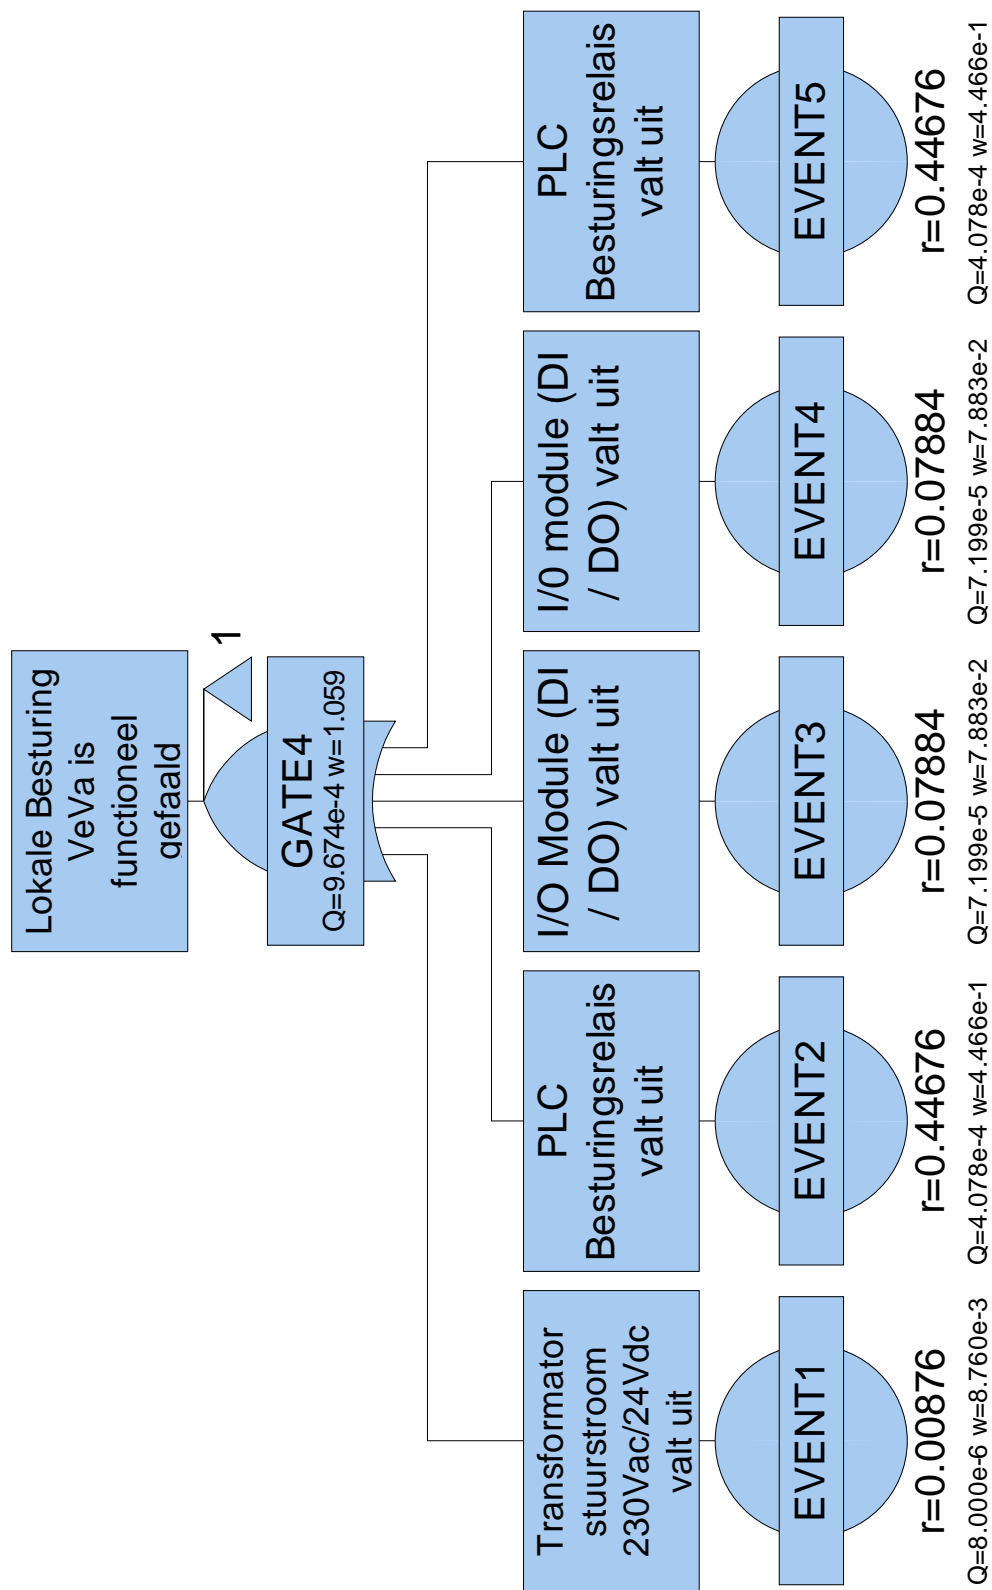 Lokale Besturing
VeVa is
functioneel
gefaald
1
GATE4
Q=9.674e-4 w=1.059
Transformator
stuurstroom
230Vac/24Vdc
valt uit
EVENT1
r=0.00876
Q=8.000e-6 w=8.760e-3
PLC
Besturingsrelais
valt uit
EVENT2
r=0.44676
Q=4.078e-4 w=4.466e-1
I/O Module (DI
/ DO) valt uit
EVENT3
r=0.07884
Q=7.199e-5 w=7.883e-2
I/0 module (DI
/ DO) valt uit
EVENT4
r=0.07884
Q=7.199e-5 w=7.883e-2
PLC
Besturingsrelais
valt uit
EVENT5
r=0.44676
Q=4.078e-4 w=4.466e-1